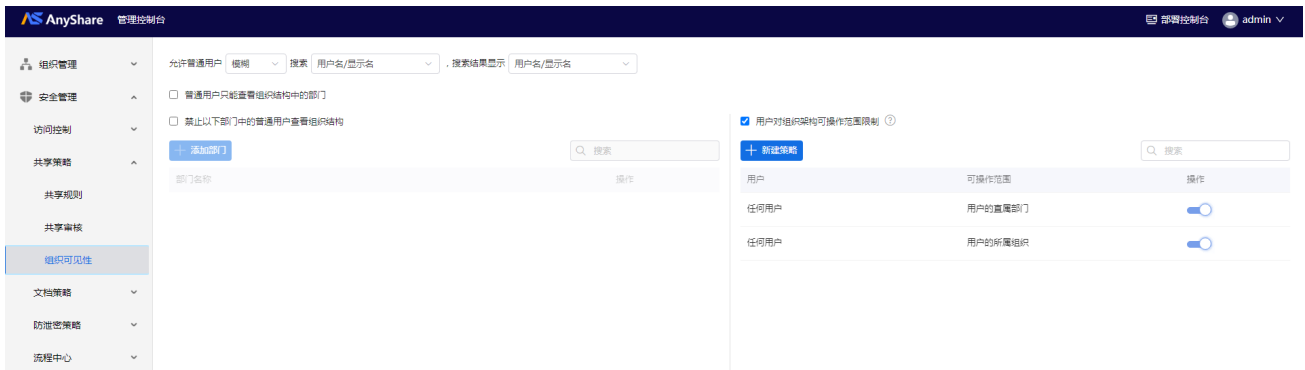 AnyShare 管理控制台 部署控制台 admin
组织管理
安全管理
访问控制
共享策略
共享规则
共享审核
组织可见性
文档策略
防泄密策略
流程中心
允许普通用户 模糊 搜索 用户名/显示名 , 搜索结果显示 用户名/显示名
普通用户只能查看组织结构中的部门
禁止以下部门中的普通用户查看组织结构
添加部门 搜索
部门名称 操作
用户对组织架构可操作范围限制
新建策略 搜索
用户 可操作范围 操作
任何用户 用户的直属部门
任何用户 用户的所属组织